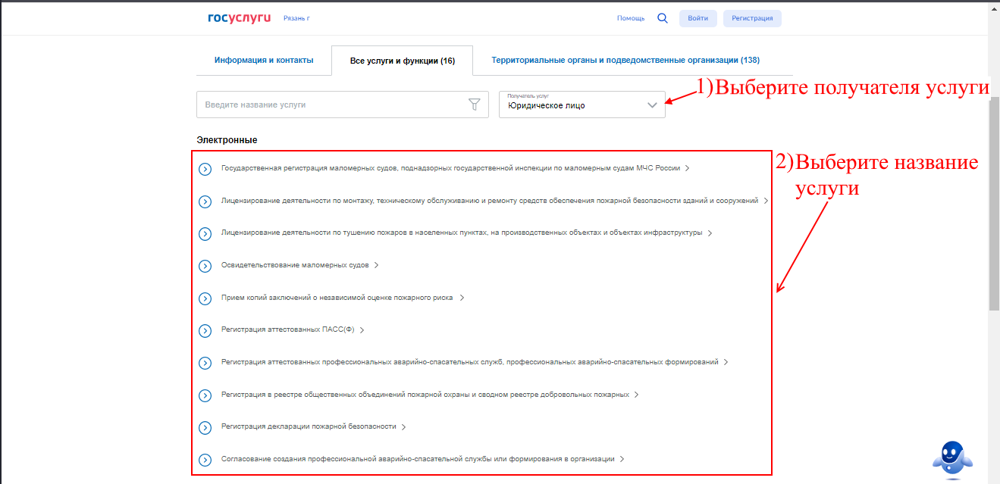 госуслуги Рязань г Помощь Войти Регистрация
Информация и контакты Все услуги и функции (16) Территориальные органы и подведомственные организации (138)
1) Выберите получателя услуги
Введите название услуги
Получатель услуг
Юридическое лицо
Электронные
2) Выберите название
услуги
Государственная регистрация маломерных судов, поднадзорных государственной инспекции по маломерным судам МЧС России
Лицензирование деятельности по монтажу, техническому обслуживанию и ремонту средств обеспечения пожарной безопасности зданий и сооружений
Лицензирование деятельности по тушению пожаров в населенных пунктах, на производственных объектах и объектах инфраструктуры
Освидетельствование маломерных судов
Прием копий заключений о независимой оценке пожарного риска
Регистрация аттестованных ПАСС(Ф)
Регистрация аттестованных профессиональных аварийно-спасательных служб, профессиональных аварийно-спасательных формирований
Регистрация в реестре общественных объединений пожарной охраны и сводном реестре добровольных пожарных
Регистрация декларации пожарной безопасности
Согласование создания профессиональной аварийно-спасательной службы или формирования в организации